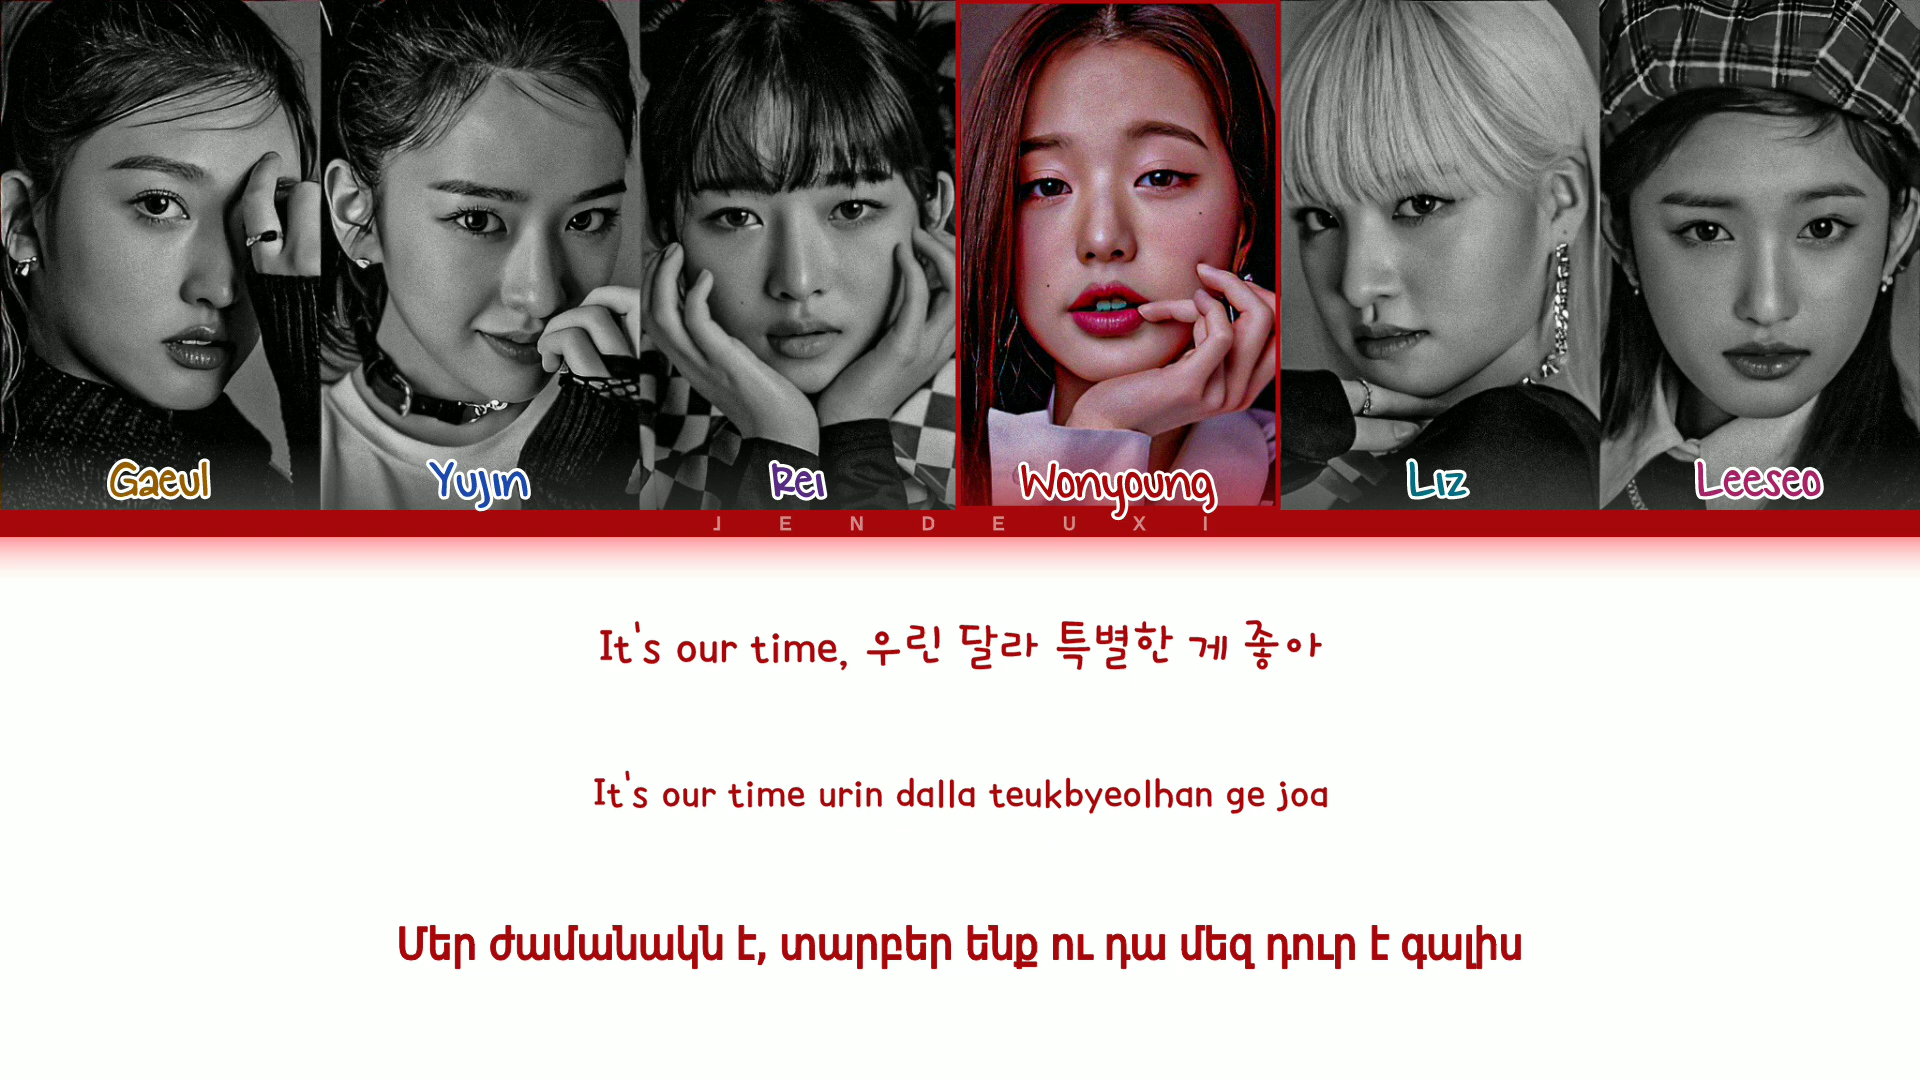 Gaeul Yujin Rei Wonyoung Liz Leeseo
JENDEUXI
It's our time, 우린 달라 특별한 게 좋아
It's our time urin dalla teukbyeolhan ge joa
Մեր ժամանակն է, տարբեր ենք ու դա մեզ դուր է գալիս